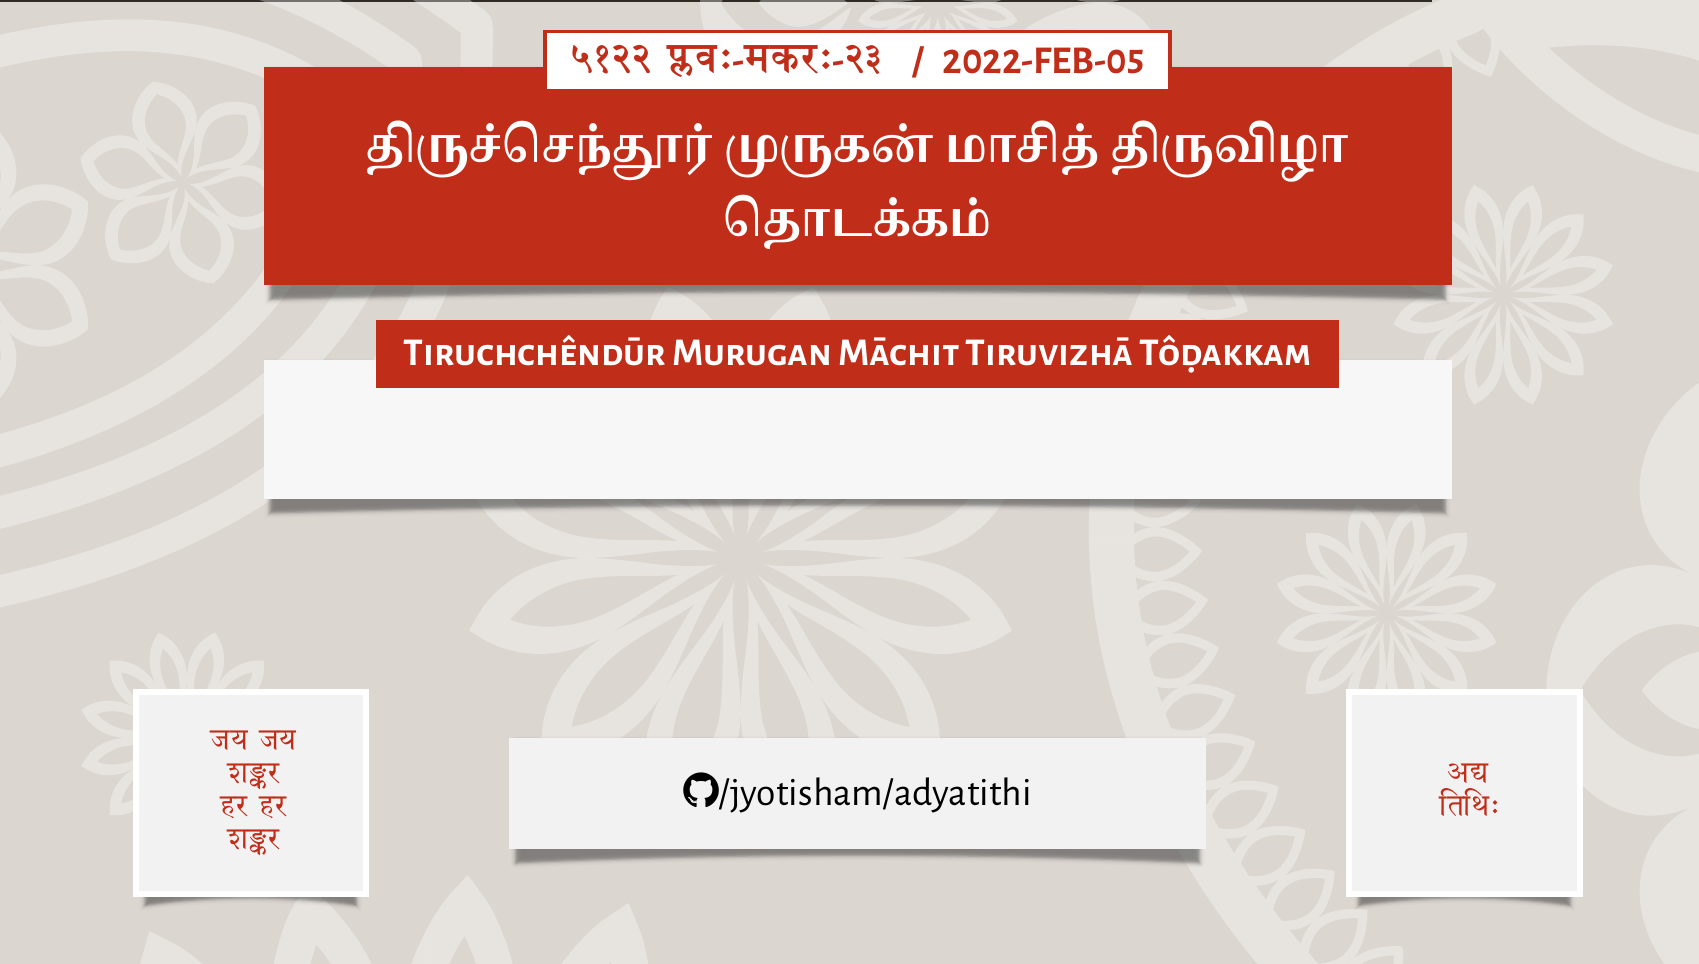 ५१२२ प्लवः-मकरः-२३ / 2022-FEB-05
திருச்செந்தூர் முருகன் மாசித் திருவிழா
தொடக்கம்
Tiruchchêndūr Murugan Māchit Tiruvizhā Tôḍakkam
जय जय
शङ्कर
हर हर
शङ्कर
/jyotisham/adyatithi
अद्य
तिथिः